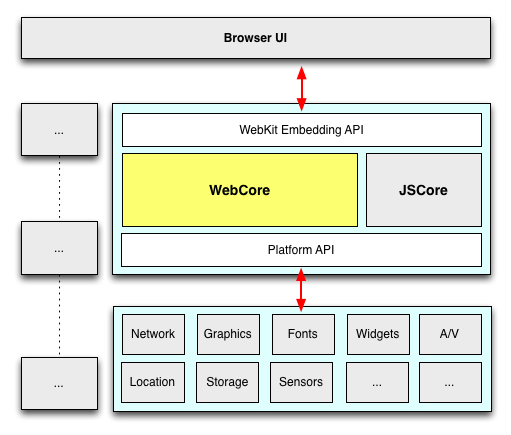 Browser UI
...
WebKit Embedding API
WebCore
JSCore
...
Platform API
Network
Graphics
Fonts
Widgets
A/V
...
Location
Storage
Sensors
...
...